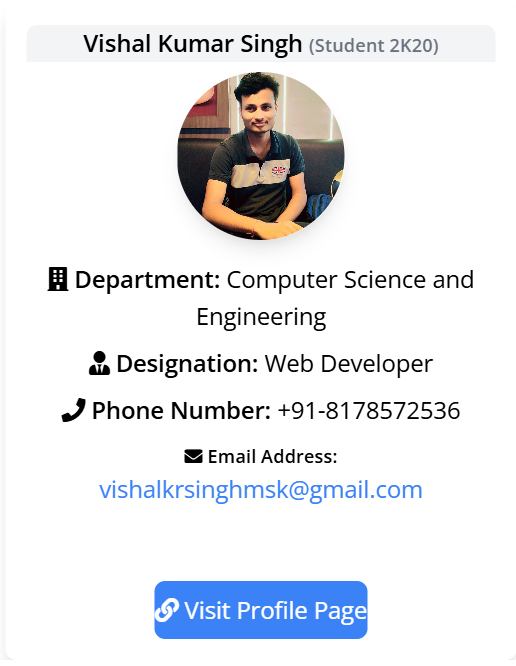 Vishal Kumar Singh (Student 2K20)
Department: Computer Science and
Engineering
Designation: Web Developer
Phone Number: +91-8178572536
Email Address:
vishalkrsinghmsk@gmail.com
Visit Profile Page